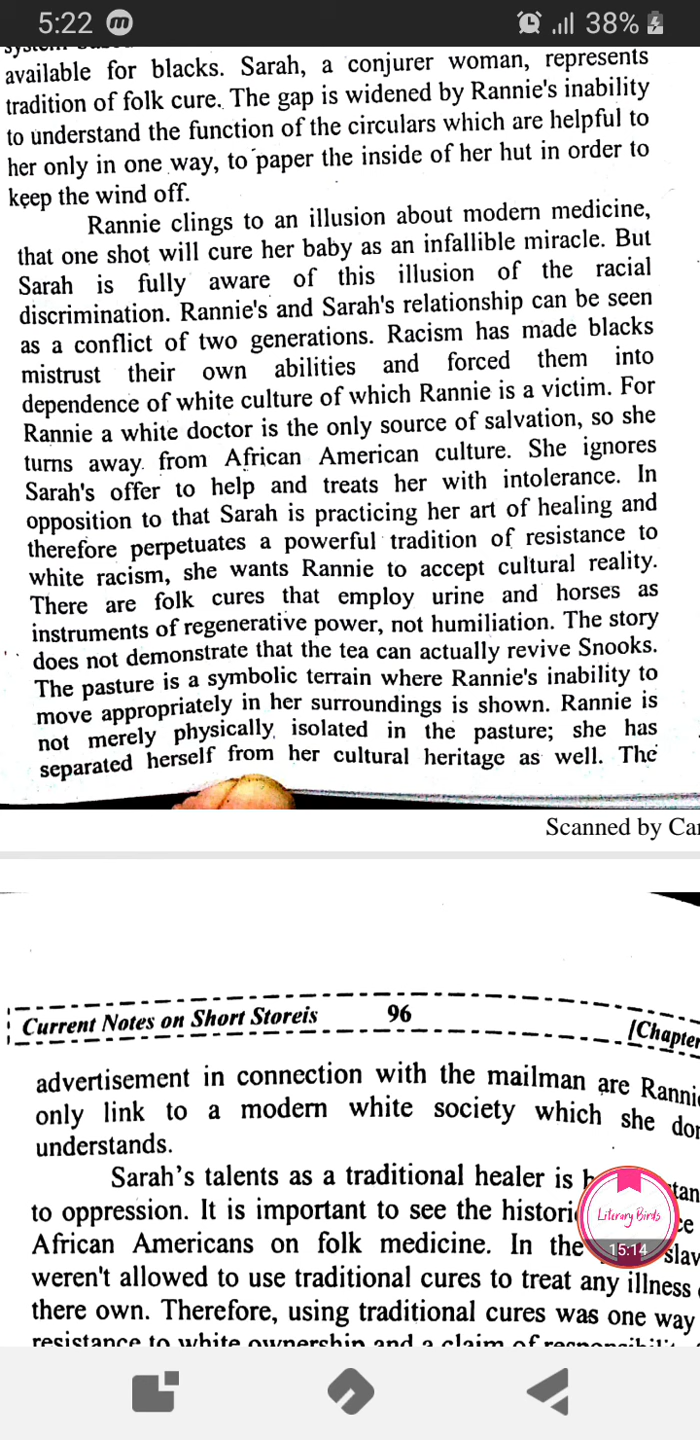 5:22 m 38%
system based
available for blacks. Sarah, a conjurer woman, represents
tradition of folk cure. The gap is widened by Rannie's inability
to understand the function of the circulars which are helpful to
her only in one way, to paper the inside of her hut in order to
keep the wind off.
Rannie clings to an illusion about modern medicine,
that one shot will cure her baby as an infallible miracle. But
Sarah is fully aware of this illusion of the racial
discrimination. Rannie's and Sarah's relationship can be seen
as a conflict of two generations. Racism has made blacks
mistrust their own abilities and forced them into
dependence of white culture of which Rannie is a victim. For
Rannie a white doctor is the only source of salvation, so she
turns away from African American culture. She ignores
Sarah's offer to help and treats her with intolerance. In
opposition to that Sarah is practicing her art of healing and
therefore perpetuates a powerful tradition of resistance to
white racism, she wants Rannie to accept cultural reality.
There are folk cures that employ urine and horses as
instruments of regenerative power, not humiliation. The story
does not demonstrate that the tea can actually revive Snooks.
The pasture is a symbolic terrain where Rannie's inability to
move appropriately in her surroundings is shown. Rannie is
not merely physically isolated in the pasture; she has
separated herself from her cultural heritage as well. The
Scanned by Ca
Current Notes on Short Storeis 96 [Chapter
advertisement in connection with the mailman are Rannie
only link to a modern white society which she don
understands.
Sarah's talents as a traditional healer is
to oppression. It is important to see the histori
African Americans on folk medicine. In the slav
weren't allowed to use traditional cures to treat any illness
there own. Therefore, using traditional cures was one way
resistance to white ownership and a claim of responsibili
Literary Birds
15:14